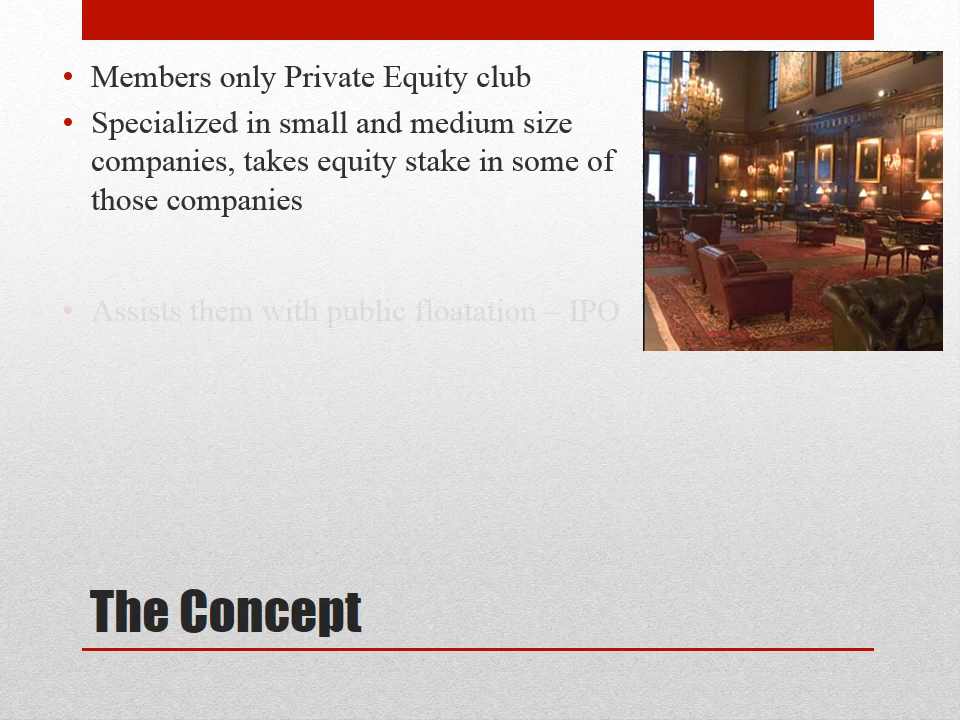 • Members only Private Equity club
• Specialized in small and medium size
companies, takes equity stake in some of
those companies
• Assists them with public floatation – IPO
The Concept